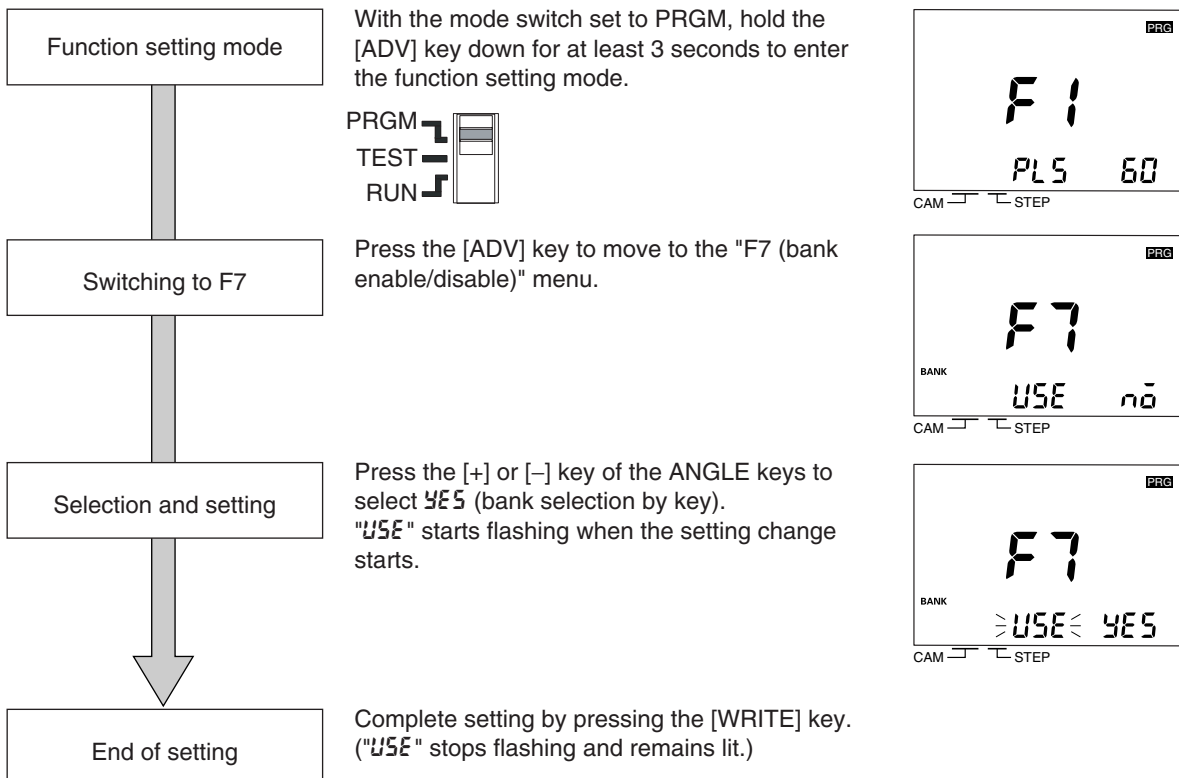 Function setting mode
With the mode switch set to PRGM, hold the
[ADV] key down for at least 3 seconds to enter
the function setting mode.
PRGM
TEST
RUN
PRG
F1
PLS 60
CAM STEP
Switching to F7
Press the [ADV] key to move to the "F7 (bank
enable/disable)" menu.
PRG
F7
BANK
USE nō
CAM STEP
Selection and setting
Press the [+] or [–] key of the ANGLE keys to
select YES (bank selection by key).
"USE" starts flashing when the setting change
starts.
PRG
F7
BANK
USE YES
CAM STEP
End of setting
Complete setting by pressing the [WRITE] key.
("USE" stops flashing and remains lit.)